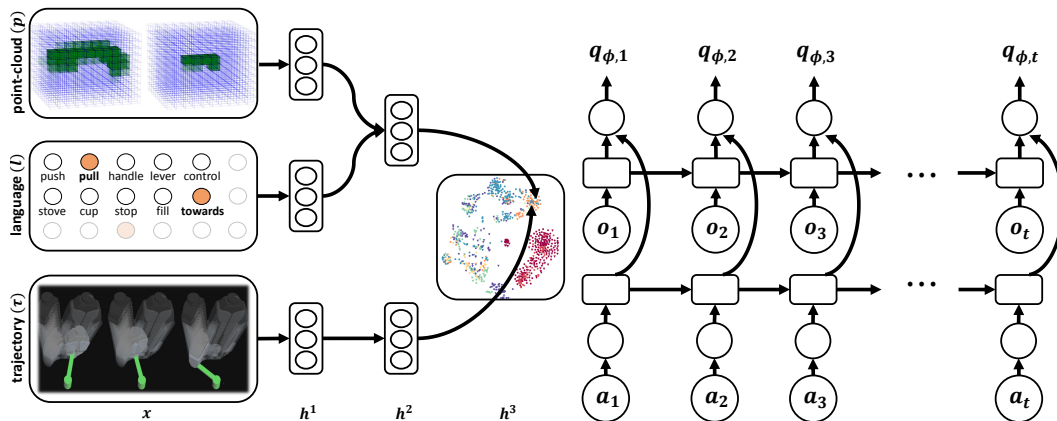 point-cloud (p)
language (l)
push pull handle lever control
stove cup stop fill towards
trajectory (τ)
x h¹ h² h³
q_{ϕ,1} q_{ϕ,2} q_{ϕ,3} q_{ϕ,t}
...
o₁ o₂ o₃ o_t
...
a₁ a₂ a₃ a_t